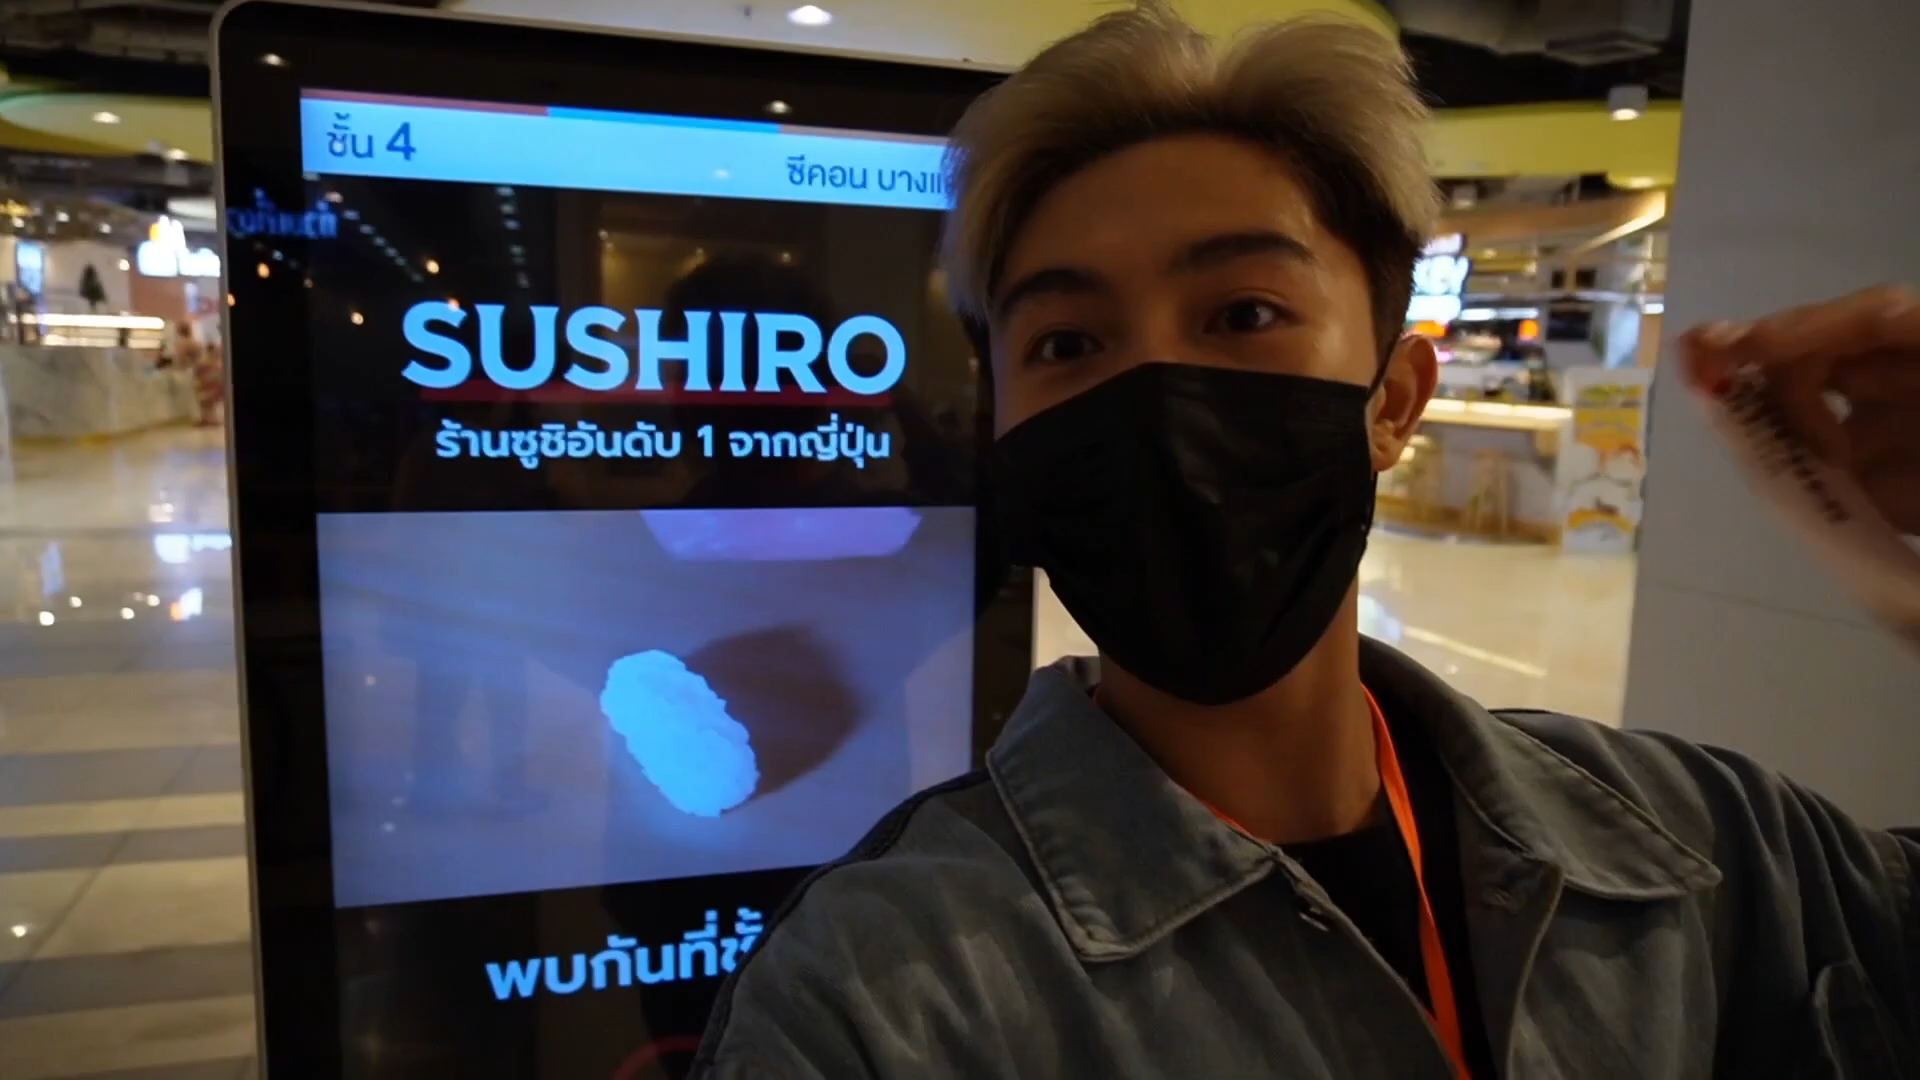 ชั้น 4
ซีคอน บางแ
SUSHIRO
ร้านซูชิอันดับ 1 จากญี่ปุ่น
พบกันที่ชั้